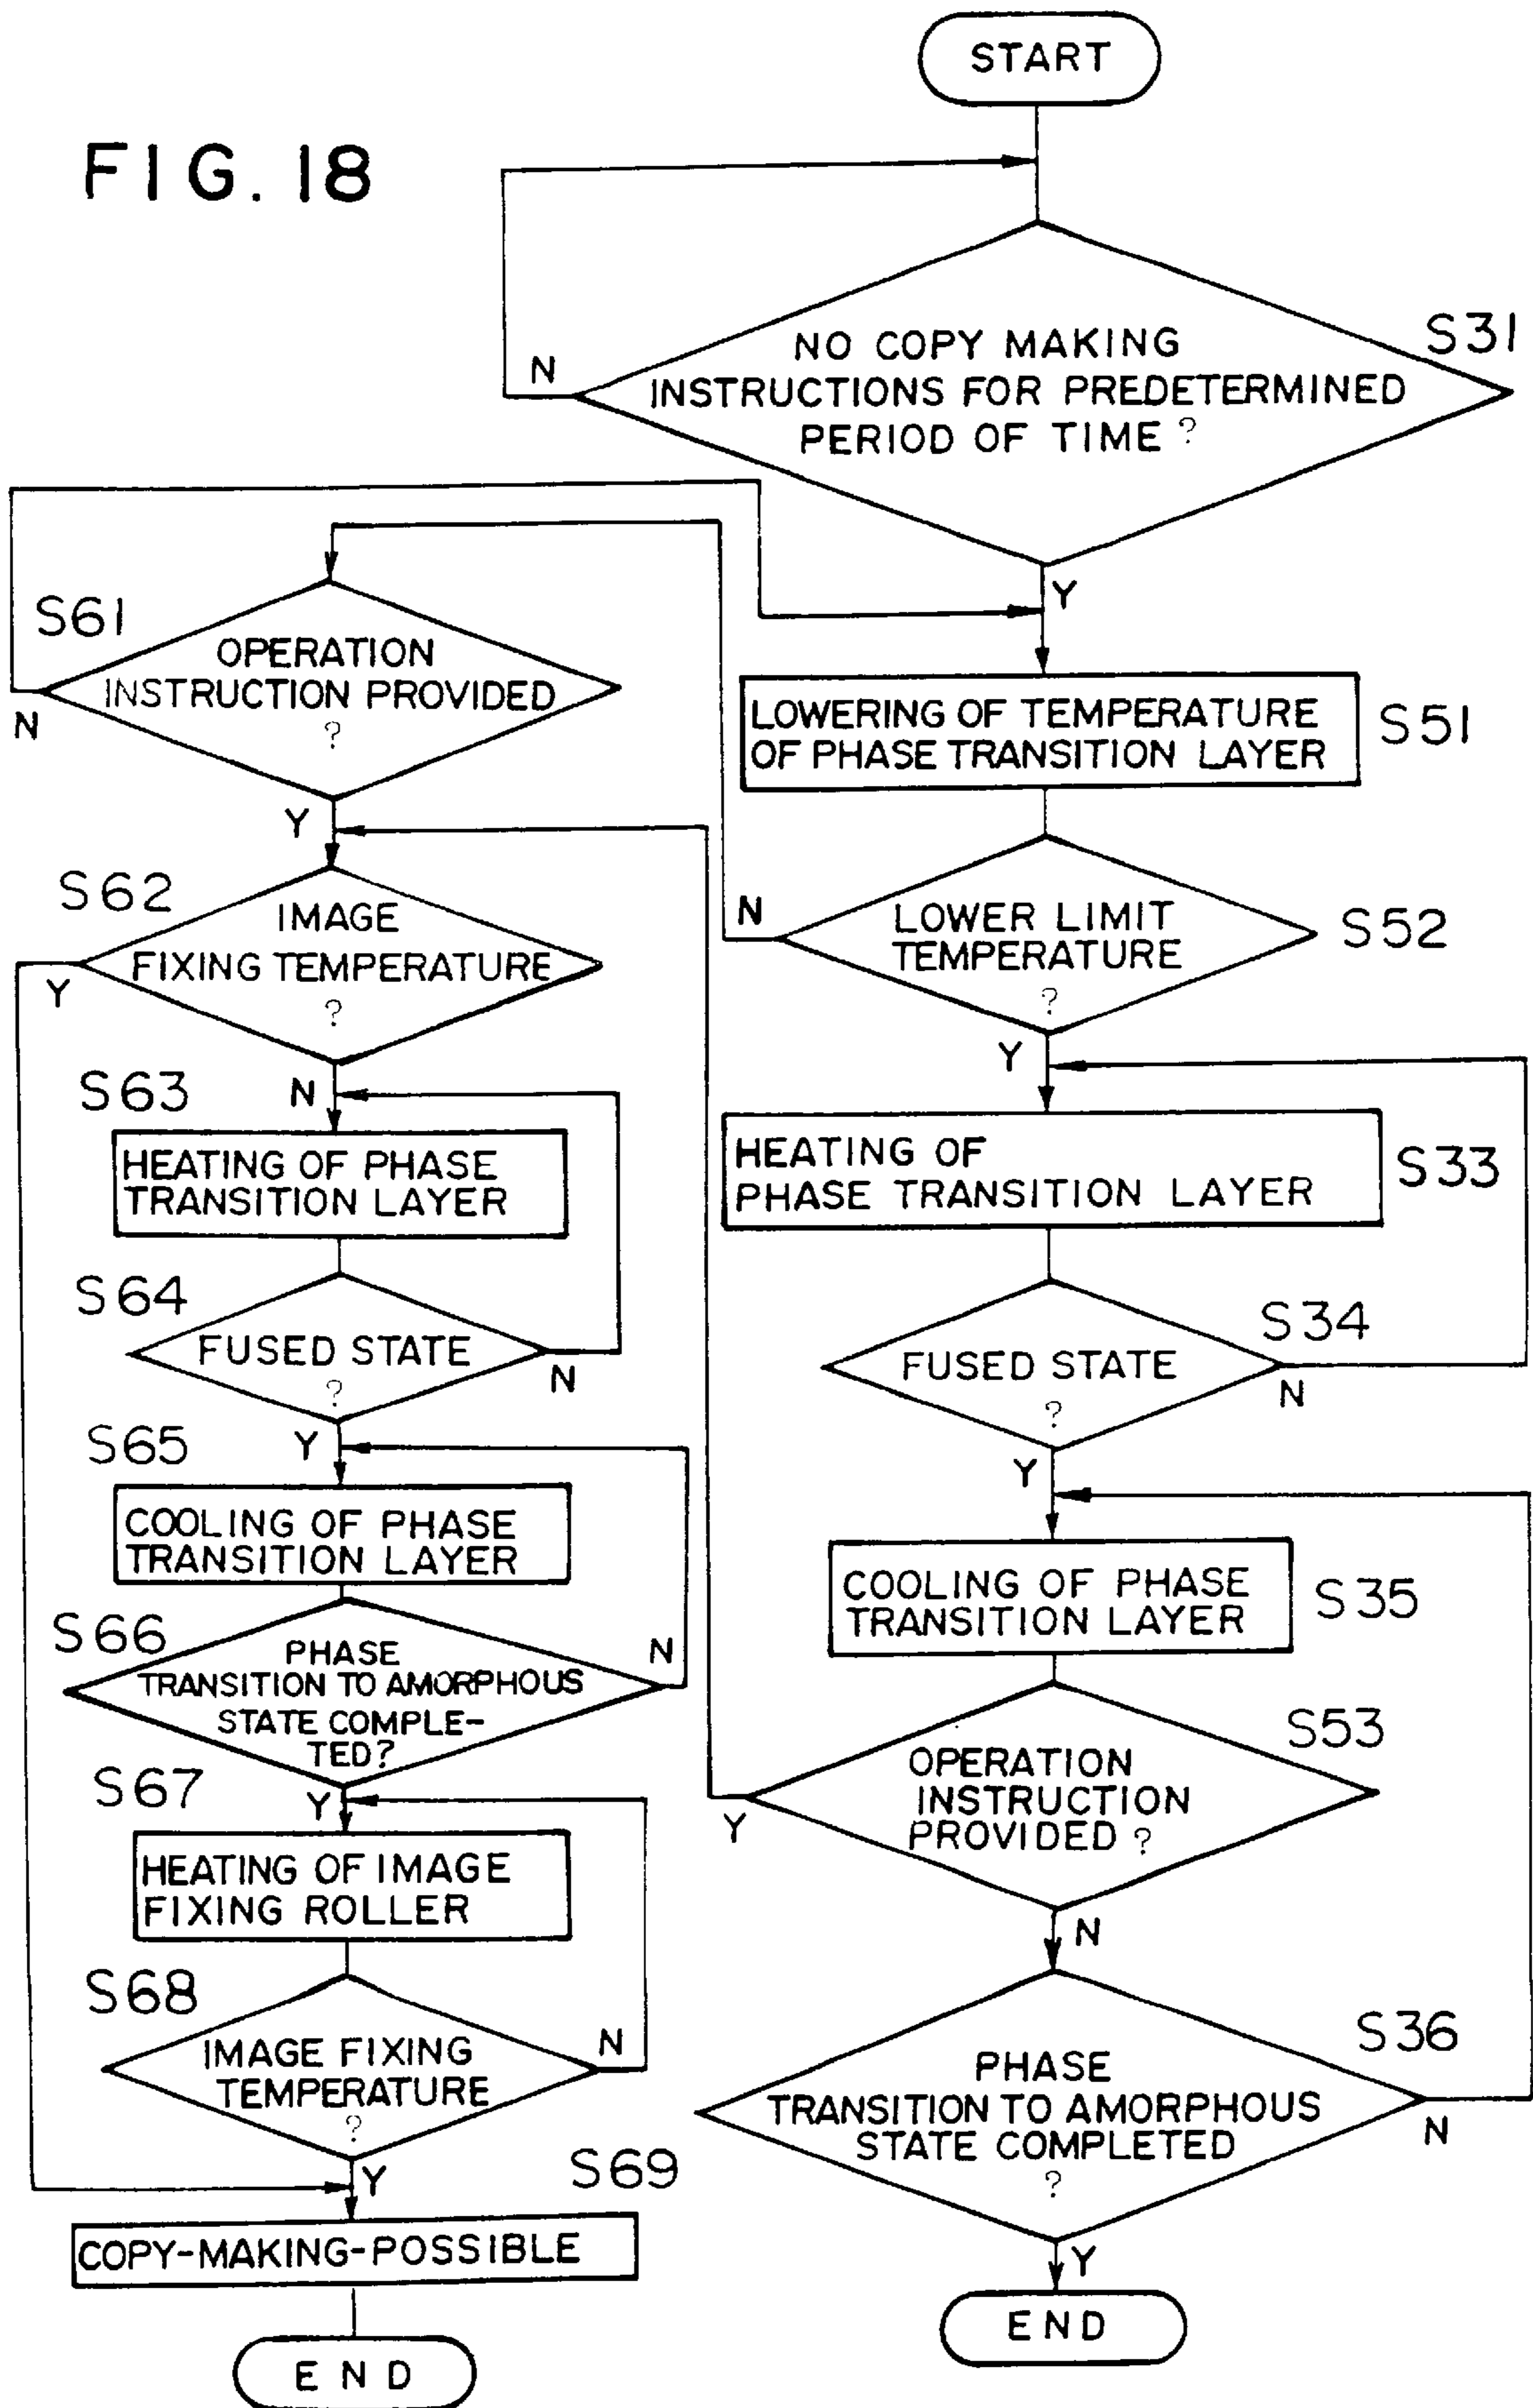 FIG. 18
START
NO COPY MAKING
INSTRUCTIONS FOR PREDETERMINED
PERIOD OF TIME ?
S31
N
Y
S61
OPERATION
INSTRUCTION PROVIDED
?
N
Y
LOWERING OF TEMPERATURE
OF PHASE TRANSITION LAYER
S51
S62
IMAGE
FIXING TEMPERATURE
?
Y
N
LOWER LIMIT
TEMPERATURE
?
S52
N
Y
S63
HEATING OF PHASE
TRANSITION LAYER
HEATING OF
PHASE TRANSITION LAYER
S33
S64
FUSED STATE
?
N
Y
FUSED STATE
?
S34
N
Y
S65
COOLING OF PHASE
TRANSITION LAYER
COOLING OF PHASE
TRANSITION LAYER
S35
S66
PHASE
TRANSITION TO AMORPHOUS
STATE COMPLE-
TED?
N
Y
OPERATION
INSTRUCTION
PROVIDED ?
S53
Y
N
S67
HEATING OF IMAGE
FIXING ROLLER
S68
IMAGE FIXING
TEMPERATURE
?
N
Y
PHASE
TRANSITION TO AMORPHOUS
STATE COMPLETED
?
S36
N
Y
S69
COPY-MAKING-POSSIBLE
END
END